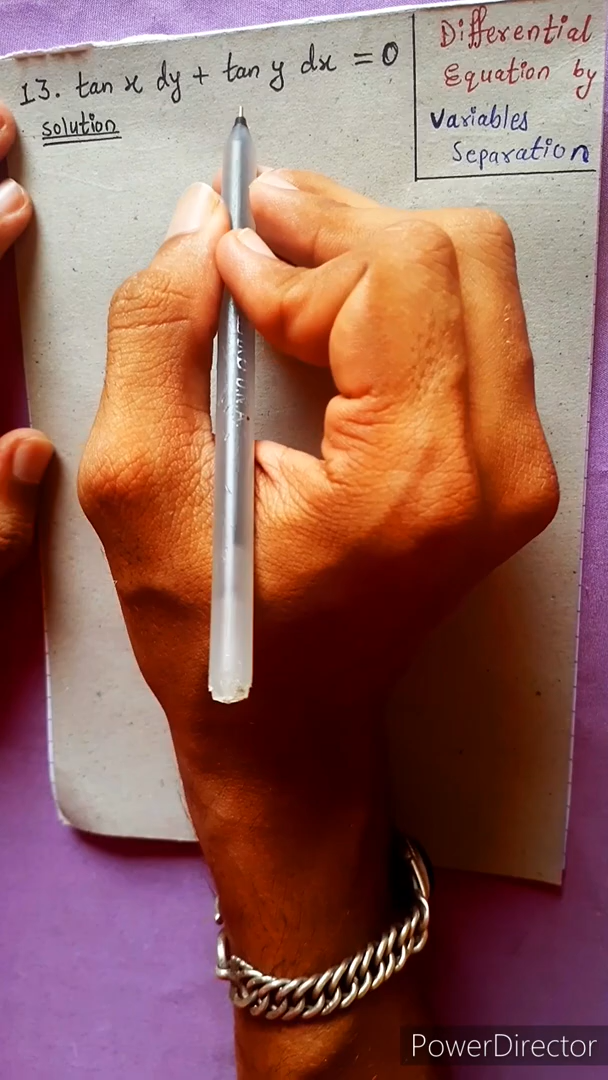 13. tan x dy + tan y dx = 0
solution
Differential
Equation by
Variables
Separation
PowerDirector